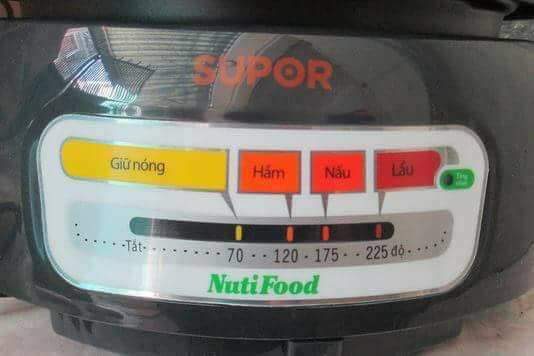 SUPOR
Giữ nóng Hầm Nấu Lẩu
Tắt 70 120 175 225 độ
NutiFood